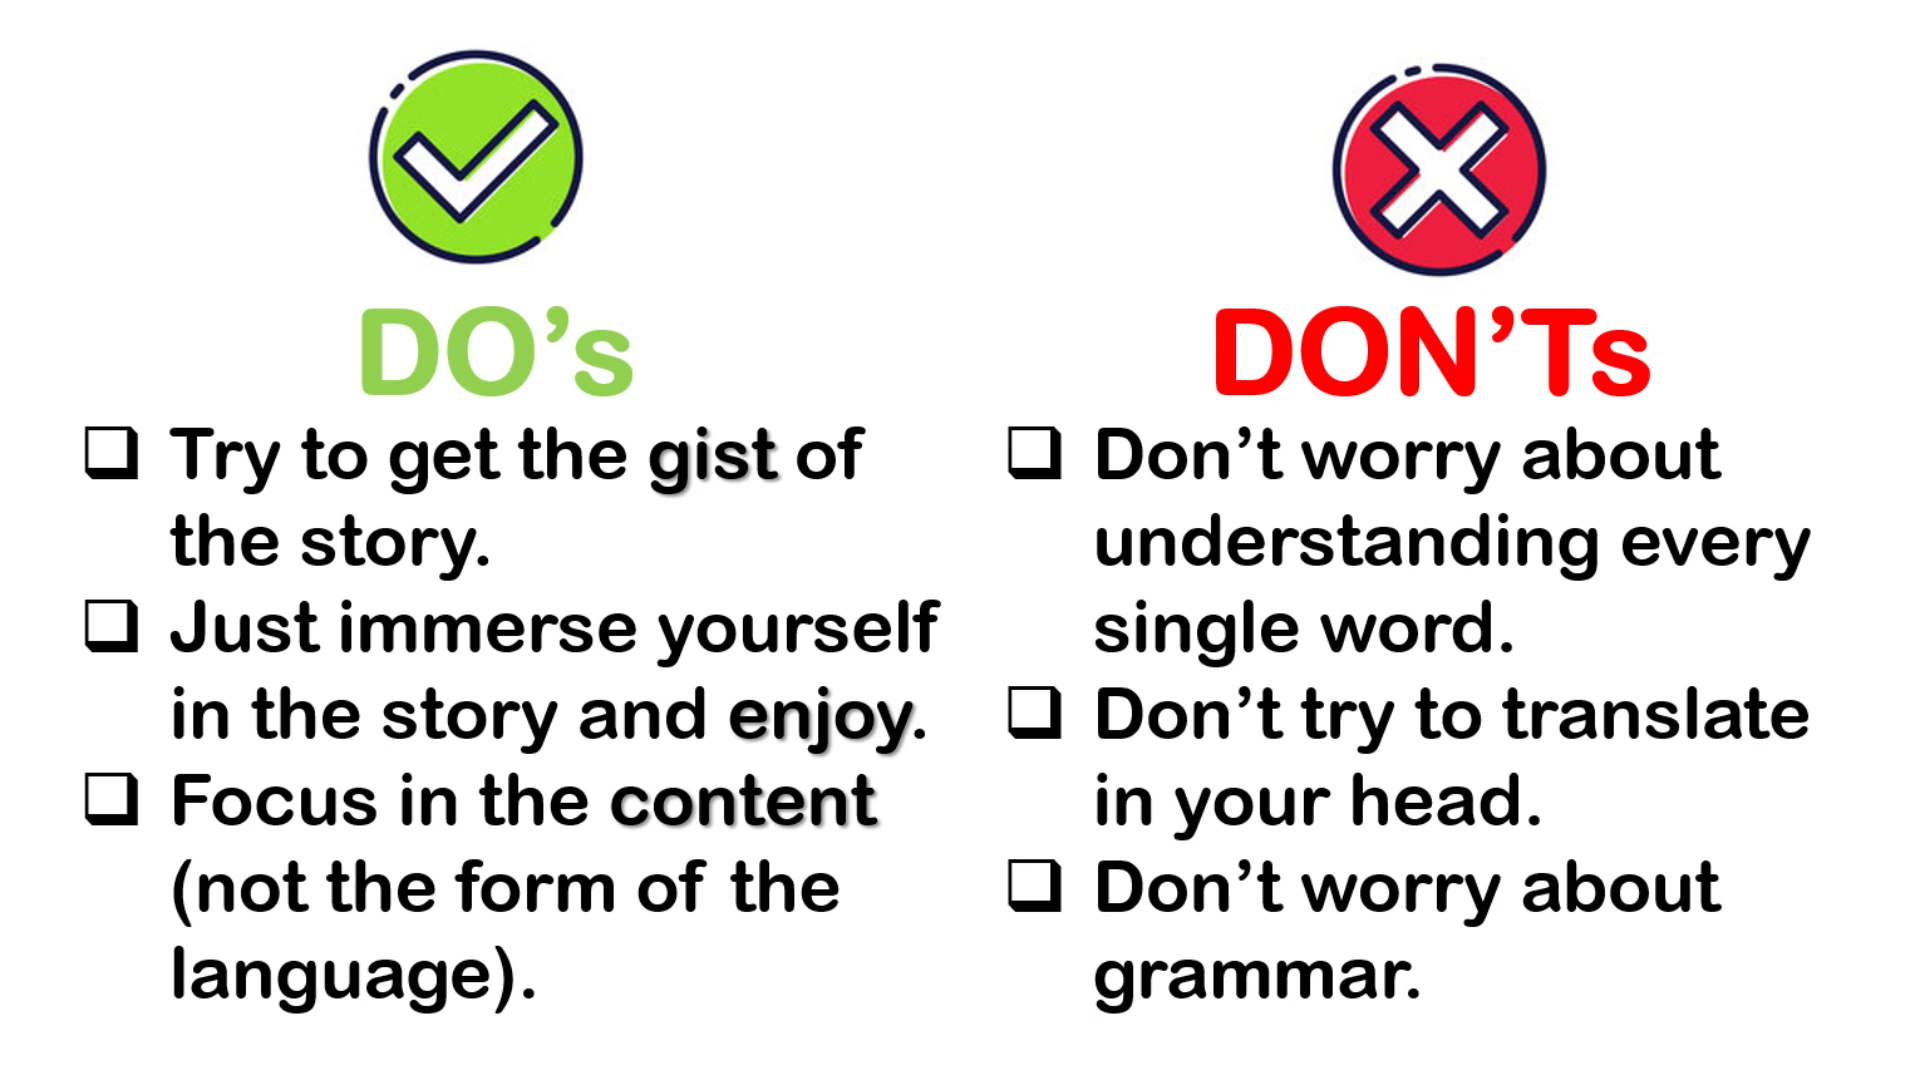 DO’s
❑ Try to get the gist of
the story.
❑ Just immerse yourself
in the story and enjoy.
❑ Focus in the content
(not the form of the
language).
DON’Ts
❑ Don’t worry about
understanding every
single word.
❑ Don’t try to translate
in your head.
❑ Don’t worry about
grammar.